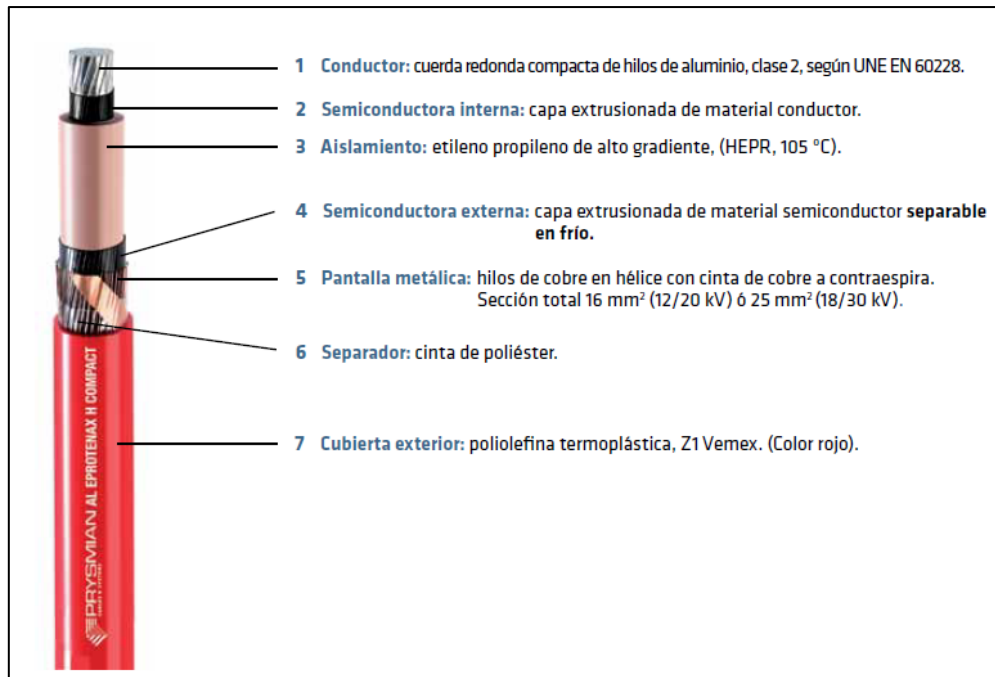 1 Conductor: cuerda redonda compacta de hilos de aluminio, clase 2, según UNE EN 60228.
2 Semiconductora interna: capa extrusionada de material conductor.
3 Aislamiento: etileno propileno de alto gradiente, (HEPR, 105 °C).
4 Semiconductora externa: capa extrusionada de material semiconductor separable
en frío.
5 Pantalla metálica: hilos de cobre en hélice con cinta de cobre a contraespira.
Sección total 16 mm² (12/20 kV) ó 25 mm² (18/30 kV).
6 Separador: cinta de poliéster.
7 Cubierta exterior: poliolefina termoplástica, Z1 Vemex. (Color rojo).
PRYSMIAN AL EPROTENAX H COMPACT